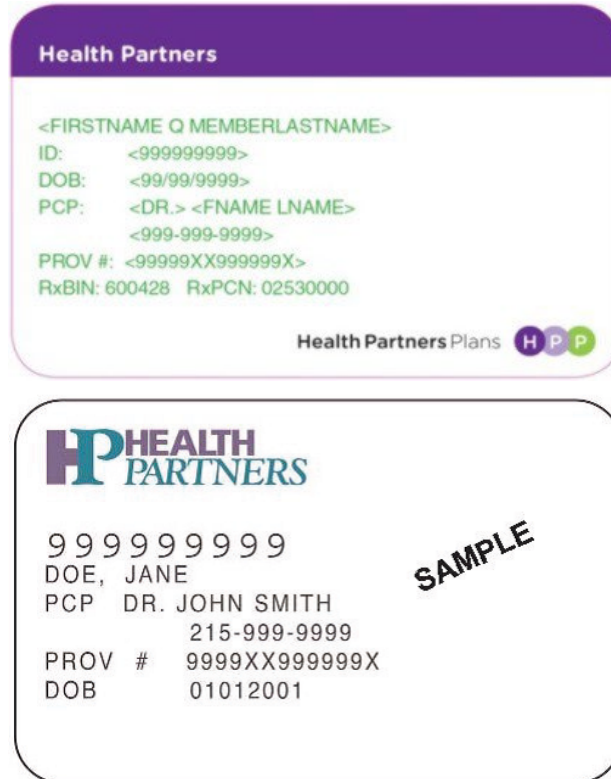 Health Partners
<FIRSTNAME Q MEMBERLASTNAME>
ID: <999999999>
DOB: <99/99/9999>
PCP: <DR.> <FNAME LNAME>
<999-999-9999>
PROV #: <99999XX999999X>
RxBIN: 600428 RxPCN: 02530000
Health Partners Plans H P P
HP HEALTH
PARTNERS
999999999
SAMPLE
DOE, JANE
PCP DR. JOHN SMITH
215-999-9999
PROV # 9999XX999999X
DOB 01012001